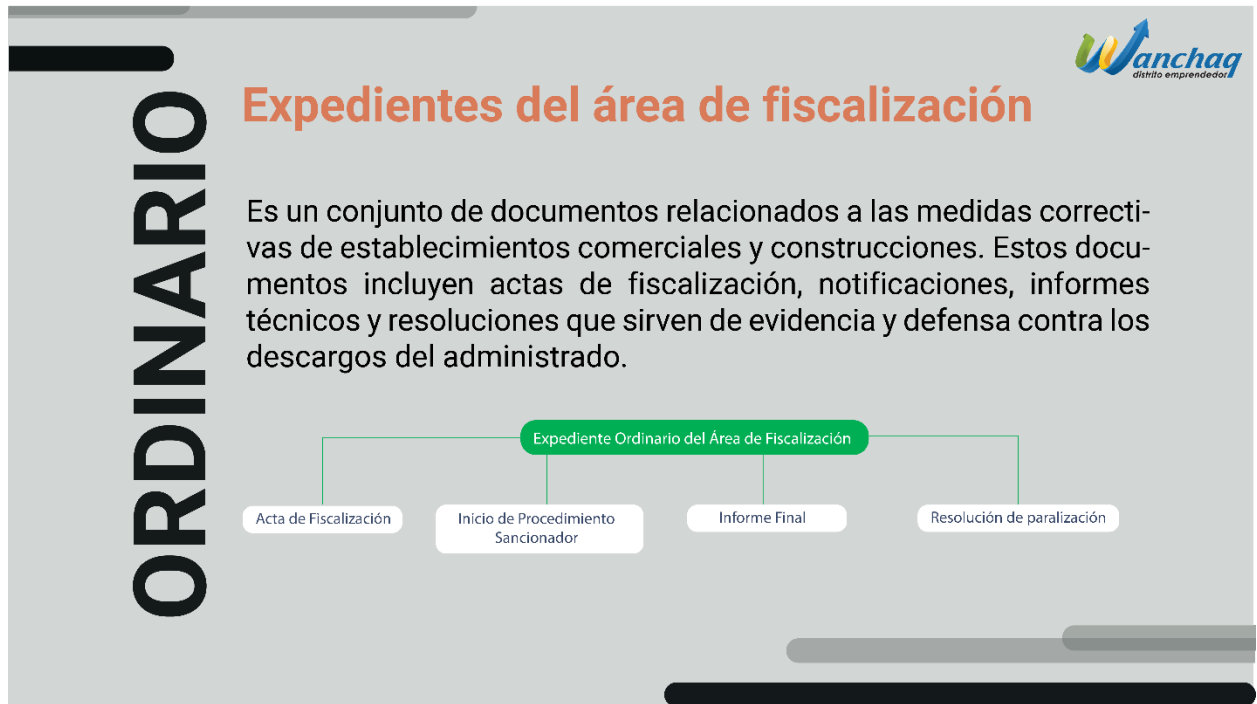 Wanchaq
distrito emprendedor
ORDINARIO
Expedientes del área de fiscalización
Es un conjunto de documentos relacionados a las medidas correcti-
vas de establecimientos comerciales y construcciones. Estos docu-
mentos incluyen actas de fiscalización, notificaciones, informes
técnicos y resoluciones que sirven de evidencia y defensa contra los
descargos del administrado.
Expediente Ordinario del Área de Fiscalización
Acta de Fiscalización
Inicio de Procedimiento
Sancionador
Informe Final
Resolución de paralización